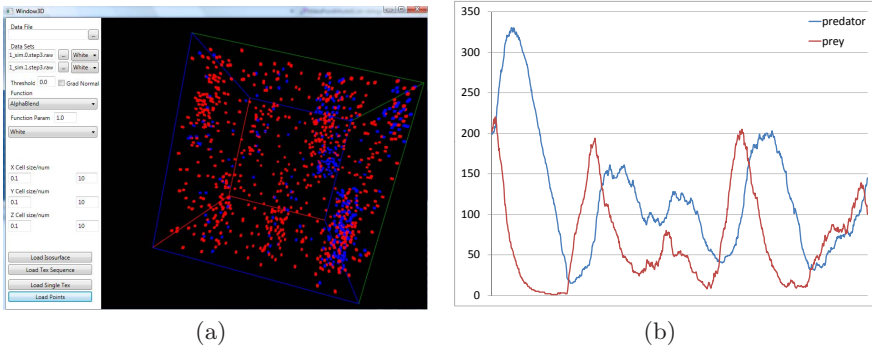 Window3D
Data File
...
Data Sets
1_sim.0.step3.raw ... White
1_sim.1.step3.raw ... White
Threshold 0.0 Grad Normal
Function
AlphaBlend
Function Param 1.0
White
X Cell size/num
0.1 10
Y Cell size/num
0.1 10
Z Cell size/num
0.1 10
Load Isosurface
Load Tex Sequence
Load Single Tex
Load Points
(a)
350
300
250
200
150
100
50
0
predator
prey
(b)